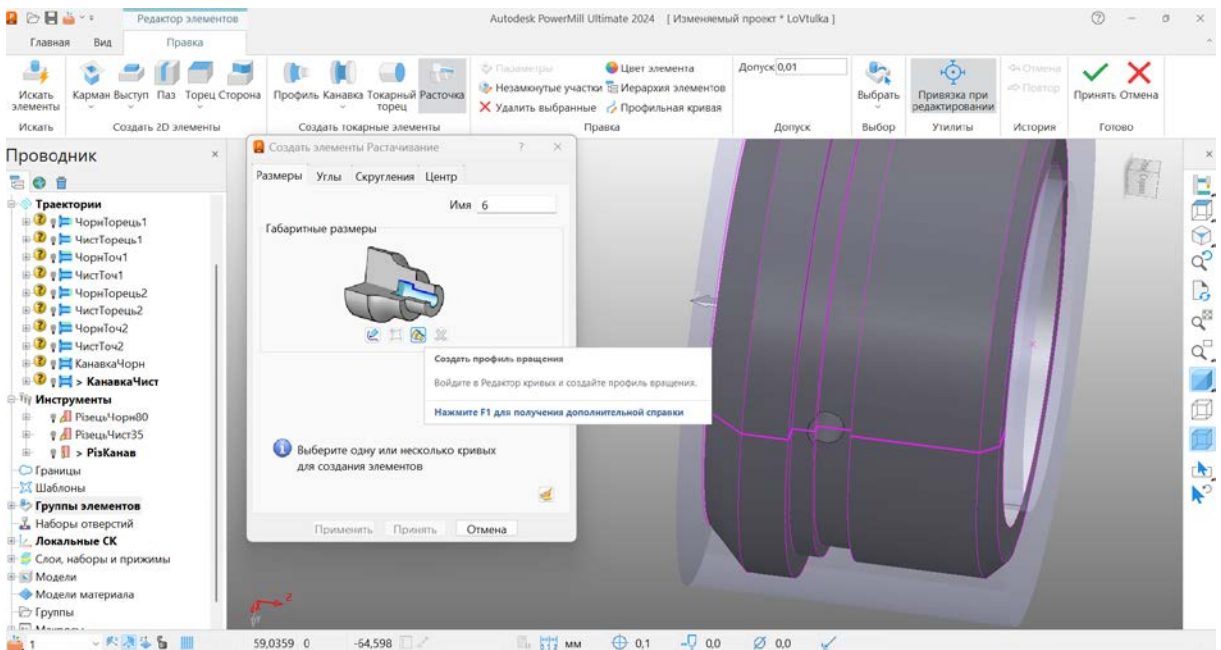 Редактор элементов
Autodesk PowerMill Ultimate 2024 [ Изменяемый проект * LoVtulka ]
Главная Вид Правка
Искать элементы
Карман Выступ Паз Торец Сторона
Профиль Канавка Токарный торец Расточка
Параметры
Незамкнутые участки
Удалить выбранные
Цвет элемента
Иерархия элементов
Профильная кривая
Допуск 0,01
Выбрать
Привязка при редактировании
Отмена
Повтор
Принять Отмена
Искать Создать 2D элементы Создать токарные элементы Правка Допуск Выбор Утилиты История Готово
Проводник
Траектории
ЧорнТорець1
ЧистТорець1
ЧорнТоч1
ЧистТоч1
ЧорнТорець2
ЧистТорець2
ЧорнТоч2
ЧистТоч2
КанавкаЧорн
> КанавкаЧист
Инструменты
РізецьЧорн80
РізецьЧист35
> РізКанав
Границы
Шаблоны
Группы элементов
Наборы отверстий
Локальные СК
Слои, наборы и прижимы
Модели
Модели материала
Группы
Создать элементы Растачивание
Размеры Углы Скругления Центр
Имя 6
Габаритные размеры
Создать профиль вращения
Войдите в Редактор кривых и создайте профиль вращения.
Нажмите F1 для получения дополнительной справки
Выберите одну или несколько кривых
для создания элементов
Применить Принять Отмена
Z
1 59,0359 0 -64,598 мм 0,1 0,0 0,0